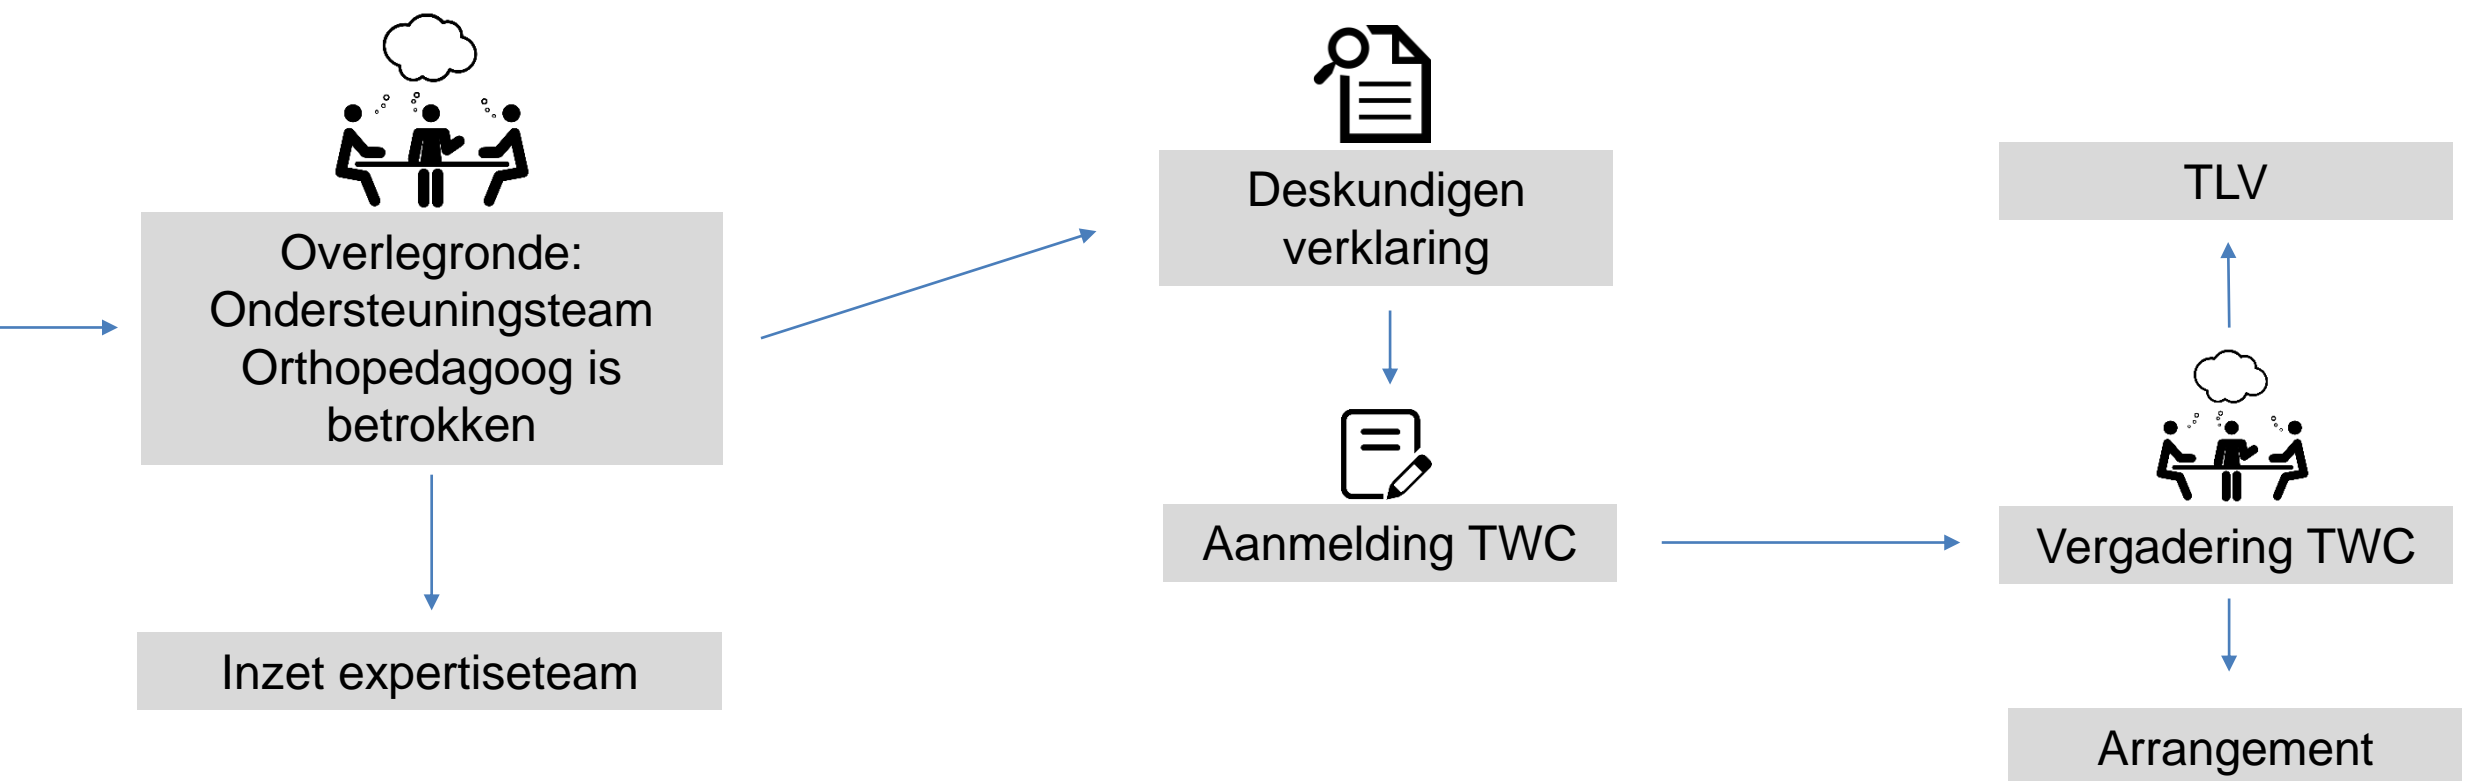 Overlegronde:
Ondersteuningsteam
Orthopedagoog is
betrokken
Inzet expertiseteam
Deskundigen
verklaring
Aanmelding TWC
TLV
Vergadering TWC
Arrangement